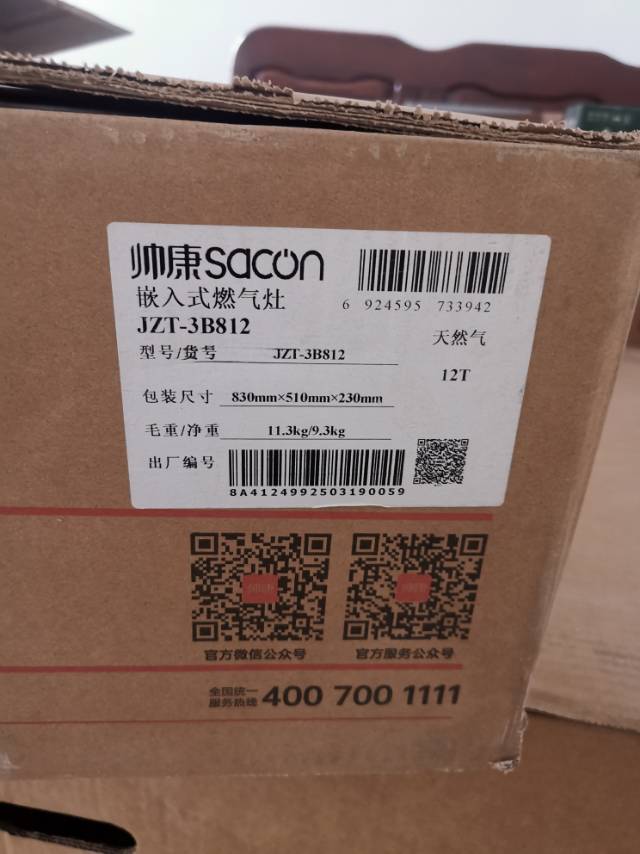 帅康sacon
嵌入式燃气灶
JZT-3B812
6 924595 733942
天然气
12T
型号/货号 JZT-3B812
包装尺寸 830mm×510mm×230mm
毛重/净重 11.3kg/9.3kg
出厂编号
8A4124992503190059
官方微信公众号 官方服务公众号
全国统一
服务热线 400 700 1111